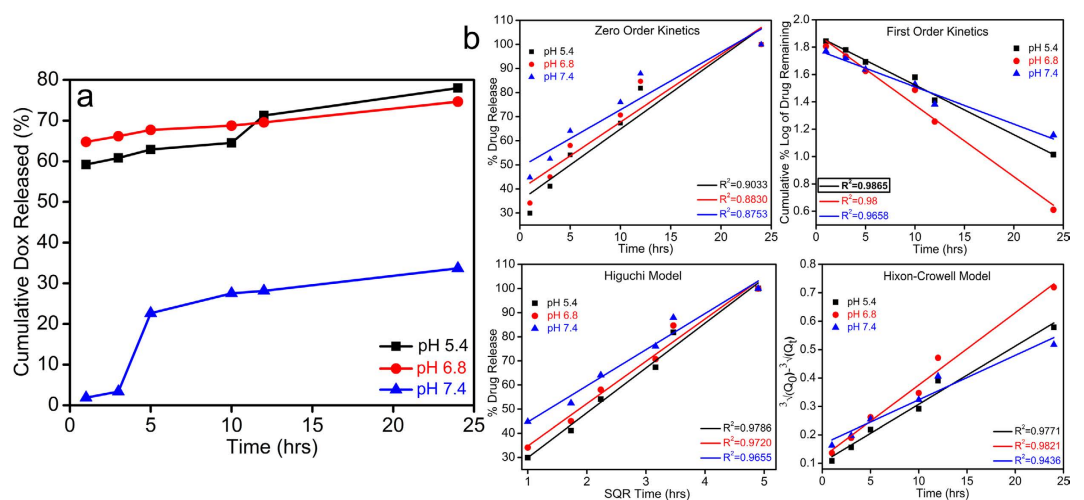 a
Cumulative Dox Released (%)
80
70
60
50
40
30
20
10
0
pH 5.4
pH 6.8
pH 7.4
0 5 10 15 20 25
Time (hrs)
b
Zero Order Kinetics
pH 5.4
pH 6.8
pH 7.4
% Drug Release
110
100
90
80
70
60
50
40
30
R²=0.9033
R²=0.8830
R²=0.8753
0 5 10 15 20 25
Time (hrs)
First Order Kinetics
pH 5.4
pH 6.8
pH 7.4
Cumulative % Log of Drug Remaining
2.0
1.8
1.6
1.4
1.2
1.0
0.8
0.6
R²=0.9865
R²=0.98
R²=0.9658
0 5 10 15 20 25
Time (hrs)
Higuchi Model
pH 5.4
pH 6.8
pH 7.4
% Drug Release
100
90
80
70
60
50
40
30
R²=0.9786
R²=0.9720
R²=0.9655
1 2 3 4 5
SQR Time (hrs)
Hixon-Crowell Model
pH 5.4
pH 6.8
pH 7.4
³√(Q₀)-³√(Qₜ)
0.8
0.6
0.4
0.2
0.0
R²=0.9771
R²=0.9821
R²=0.9436
0 5 10 15 20 25
Time (hrs)